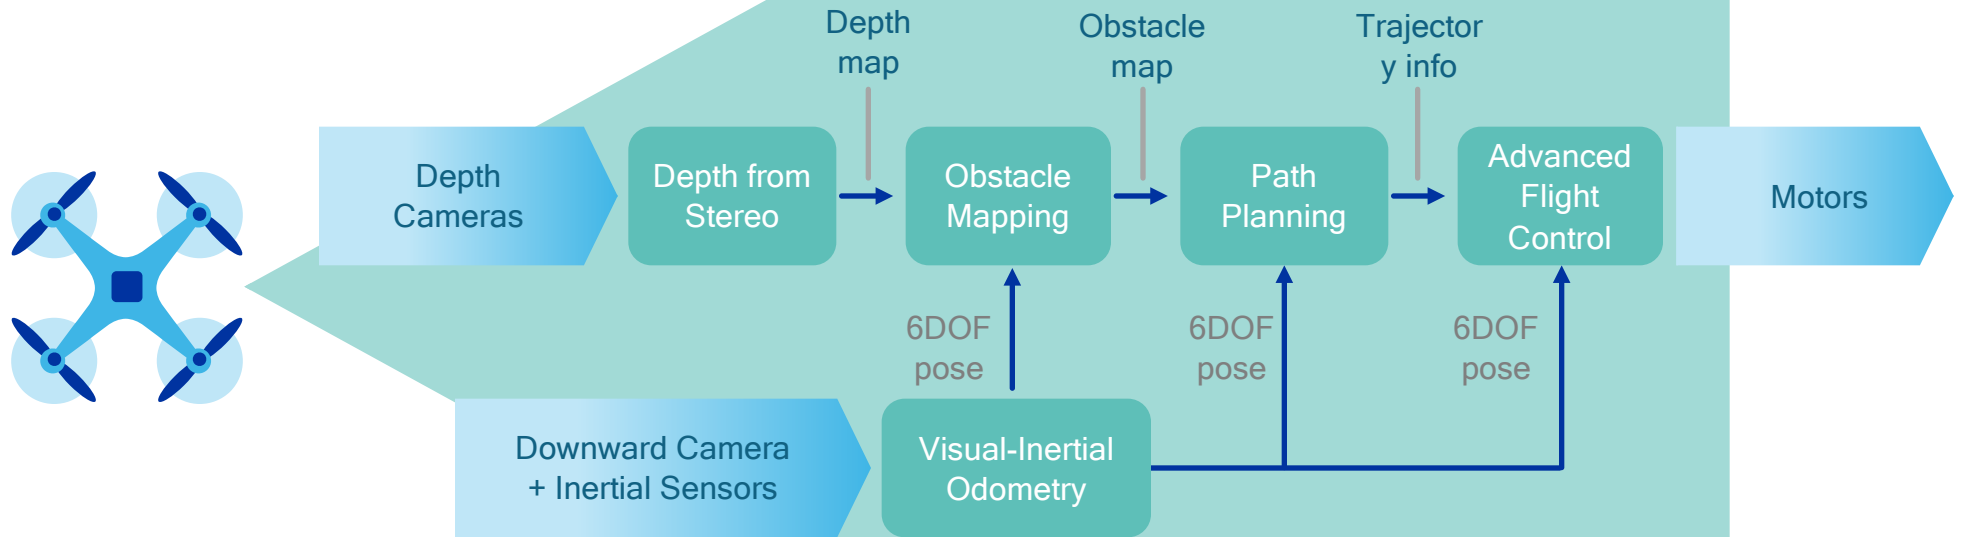 Depth
map
Obstacle
map
Trajector
y info
Depth
Cameras
Depth from
Stereo
Obstacle
Mapping
Path
Planning
Advanced
Flight
Control
Motors
6DOF
pose
6DOF
pose
6DOF
pose
Downward Camera
+ Inertial Sensors
Visual-Inertial
Odometry